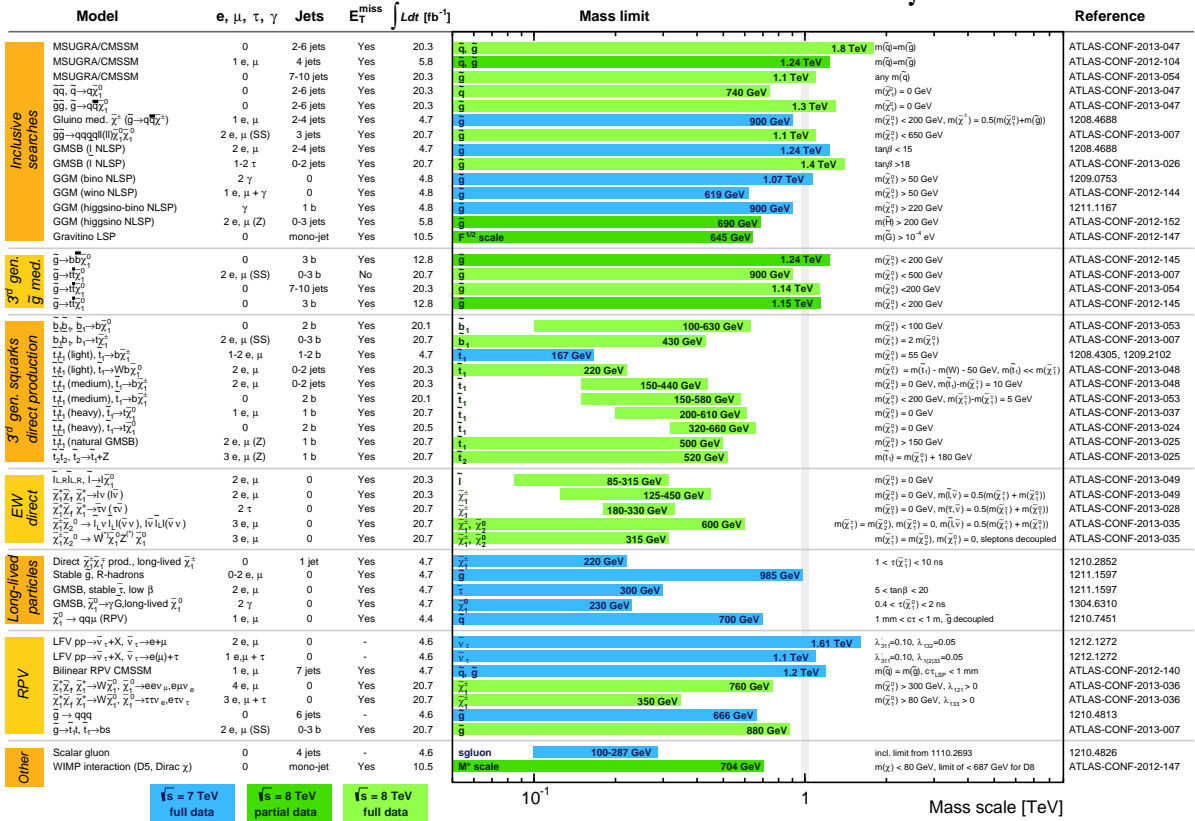 Model e, μ, τ, γ Jets E_T^miss ∫ Ldt [fb⁻¹] Mass limit Reference
Inclusive searches
MSUGRA/CMSSM 0 2-6 jets Yes 20.3 q̃, g̃ 1.8 TeV m(q̃)=m(g̃) ATLAS-CONF-2013-047
MSUGRA/CMSSM 1 e, μ 4 jets Yes 5.8 q̃, g̃ 1.24 TeV m(q̃)=m(g̃) ATLAS-CONF-2012-104
MSUGRA/CMSSM 0 7-10 jets Yes 20.3 g̃ 1.1 TeV any m(q̃) ATLAS-CONF-2013-054
q̃q̃, q̃→qχ̃₁⁰ 0 2-6 jets Yes 20.3 q̃ 740 GeV m(χ̃₁⁰) = 0 GeV ATLAS-CONF-2013-047
g̃g̃, g̃→qq̄χ̃₁⁰ 0 2-6 jets Yes 20.3 g̃ 1.3 TeV m(χ̃₁⁰) = 0 GeV ATLAS-CONF-2013-047
Gluino med. χ̃± (g̃→qq̄χ̃±) 1 e, μ 2-4 jets Yes 4.7 g̃ 900 GeV m(χ̃₁⁰) < 200 GeV, m(χ̃±) = 0.5(m(χ̃₁⁰)+m(g̃)) 1208.4688
g̃g̃→qqqqll(ll)χ̃₁⁰χ̃₁⁰ 2 e, μ (SS) 3 jets Yes 20.7 g̃ 1.1 TeV m(χ̃₁⁰) < 650 GeV ATLAS-CONF-2013-007
GMSB (l̃ NLSP) 2 e, μ 2-4 jets Yes 4.7 g̃ 1.24 TeV tanβ < 15 1208.4688
GMSB (l̃ NLSP) 1-2 τ 0-2 jets Yes 20.7 g̃ 1.4 TeV tanβ >18 ATLAS-CONF-2013-026
GGM (bino NLSP) 2 γ 0 Yes 4.8 g̃ 1.07 TeV m(χ̃₁⁰) > 50 GeV 1209.0753
GGM (wino NLSP) 1 e, μ + γ 0 Yes 4.8 g̃ 619 GeV m(χ̃₁⁰) > 50 GeV ATLAS-CONF-2012-144
GGM (higgsino-bino NLSP) γ 1 b Yes 4.8 g̃ 900 GeV m(χ̃₁⁰) > 220 GeV 1211.1167
GGM (higgsino NLSP) 2 e, μ (Z) 0-3 jets Yes 5.8 g̃ 690 GeV m(H̃) > 200 GeV ATLAS-CONF-2012-152
Gravitino LSP 0 mono-jet Yes 10.5 F^1/2 scale 645 GeV m(G̃) > 10⁻⁴ eV ATLAS-CONF-2012-147
3rd gen. g̃ med.
g̃→bb̄χ̃₁⁰ 0 3 b Yes 12.8 g̃ 1.24 TeV m(χ̃₁⁰) < 200 GeV ATLAS-CONF-2012-145
g̃→tt̄χ̃₁⁰ 2 e, μ (SS) 0-3 b No 20.7 g̃ 900 GeV m(χ̃₁⁰) < 500 GeV ATLAS-CONF-2013-007
g̃→tt̄χ̃₁⁰ 0 7-10 jets Yes 20.3 g̃ 1.14 TeV m(χ̃₁⁰) <200 GeV ATLAS-CONF-2013-054
g̃→tt̄χ̃₁⁰ 0 3 b Yes 12.8 g̃ 1.15 TeV m(χ̃₁⁰) < 200 GeV ATLAS-CONF-2012-145
3rd gen. squarks direct production
b̃₁b̃₁, b̃₁→bχ̃₁⁰ 0 2 b Yes 20.1 b̃₁ 100-630 GeV m(χ̃₁⁰) < 100 GeV ATLAS-CONF-2013-053
b̃₁b̃₁, b̃₁→tχ̃₁± 2 e, μ (SS) 0-3 b Yes 20.7 b̃₁ 430 GeV m(χ̃₁±) = 2 m(χ̃₁⁰) ATLAS-CONF-2013-007
t̃₁t̃₁ (light), t̃₁→bχ̃₁± 1-2 e, μ 1-2 b Yes 4.7 t̃₁ 167 GeV m(χ̃₁⁰) = 55 GeV 1208.4305, 1209.2102
t̃₁t̃₁ (light), t̃₁→Wbχ̃₁⁰ 2 e, μ 0-2 jets Yes 20.3 t̃₁ 220 GeV m(χ̃₁⁰) = m(t̃₁) - m(W) - 50 GeV, m(t̃₁) << m(χ̃₁±) ATLAS-CONF-2013-048
t̃₁t̃₁ (medium), t̃₁→bχ̃₁± 2 e, μ 0-2 jets Yes 20.3 t̃₁ 150-440 GeV m(χ̃₁⁰) = 0 GeV, m(t̃₁)-m(χ̃₁±) = 10 GeV ATLAS-CONF-2013-048
t̃₁t̃₁ (medium), t̃₁→bχ̃₁± 0 2 b Yes 20.1 t̃₁ 150-580 GeV m(χ̃₁⁰) < 200 GeV, m(χ̃₁±)-m(χ̃₁⁰) = 5 GeV ATLAS-CONF-2013-053
t̃₁t̃₁ (heavy), t̃₁→tχ̃₁⁰ 1 e, μ 1 b Yes 20.7 t̃₁ 200-610 GeV m(χ̃₁⁰) = 0 GeV ATLAS-CONF-2013-037
t̃₁t̃₁ (heavy), t̃₁→tχ̃₁⁰ 0 2 b Yes 20.5 t̃₁ 320-660 GeV m(χ̃₁⁰) = 0 GeV ATLAS-CONF-2013-024
t̃₁t̃₁ (natural GMSB) 2 e, μ (Z) 1 b Yes 20.7 t̃₁ 500 GeV m(χ̃₁⁰) > 150 GeV ATLAS-CONF-2013-025
t̃₂t̃₂, t̃₂→t̃₁+Z 3 e, μ (Z) 1 b Yes 20.7 t̃₂ 520 GeV m(t̃₁) = m(χ̃₁⁰) + 180 GeV ATLAS-CONF-2013-025
EW direct
l̃L,R l̃L,R, l̃→lχ̃₁⁰ 2 e, μ 0 Yes 20.3 l̃ 85-315 GeV m(χ̃₁⁰) = 0 GeV ATLAS-CONF-2013-049
χ̃₁⁺χ̃₁⁻, χ̃₁⁺→l̃ν(lν̃) 2 e, μ 0 Yes 20.3 χ̃₁± 125-450 GeV m(χ̃₁⁰) = 0 GeV, m(l̃,ν̃) = 0.5(m(χ̃₁±) + m(χ̃₁⁰)) ATLAS-CONF-2013-049
χ̃₁⁺χ̃₁⁻, χ̃₁⁺→τ̃ν (τν̃) 2 τ 0 Yes 20.7 χ̃₁± 180-330 GeV m(χ̃₁⁰) = 0 GeV, m(τ̃,ν̃) = 0.5(m(χ̃₁±) + m(χ̃₁⁰)) ATLAS-CONF-2013-028
χ̃₁±χ̃₂⁰ → l̃Lν l̃Ll(ν̃ν), lν̃ l̃Ll(ν̃ν) 3 e, μ 0 Yes 20.7 χ̃₁±, χ̃₂⁰ 600 GeV m(χ̃₁±) = m(χ̃₂⁰), m(χ̃₁⁰) = 0, m(l̃,ν̃) = 0.5(m(χ̃₁±) + m(χ̃₁⁰)) ATLAS-CONF-2013-035
χ̃₁±χ̃₂⁰ → W(*)χ̃₁⁰Z(*)χ̃₁⁰ 3 e, μ 0 Yes 20.7 χ̃₁±, χ̃₂⁰ 315 GeV m(χ̃₁±) = m(χ̃₂⁰), m(χ̃₁⁰) = 0, sleptons decoupled ATLAS-CONF-2013-035
Long-lived particles
Direct χ̃₁⁺χ̃₁⁻ prod., long-lived χ̃₁± 0 1 jet Yes 4.7 χ̃₁± 220 GeV 1 < τ(χ̃₁±) < 10 ns 1210.2852
Stable g̃, R-hadrons 0-2 e, μ 0 Yes 4.7 g̃ 985 GeV 1211.1597
GMSB, stable τ̃, low β 2 e, μ 0 Yes 4.7 τ̃ 300 GeV 5 < tanβ < 20 1211.1597
GMSB, χ̃₁⁰→γG̃,long-lived χ̃₁⁰ 2 γ 0 Yes 4.7 χ̃₁⁰ 230 GeV 0.4 < τ(χ̃₁⁰) < 2 ns 1304.6310
χ̃₁⁰ → qqμ (RPV) 1 e, μ 0 Yes 4.4 q̃ 700 GeV 1 mm < cτ < 1 m, g̃ decoupled 1210.7451
RPV
LFV pp→ν̃τ+X, ν̃τ→e+μ 2 e, μ 0 - 4.6 ν̃τ 1.61 TeV λ'₃₁₁=0.10, λ₁₃₂=0.05 1212.1272
LFV pp→ν̃τ+X, ν̃τ→e(μ)+τ 1 e,μ + τ 0 - 4.6 ν̃τ 1.1 TeV λ'₃₁₁=0.10, λ₁₍₂₎₃₃=0.05 1212.1272
Bilinear RPV CMSSM 1 e, μ 7 jets Yes 4.7 q̃, g̃ 1.2 TeV m(q̃) = m(g̃), cτLSP < 1 mm ATLAS-CONF-2012-140
χ̃₁⁺χ̃₁⁻, χ̃₁⁺→Wχ̃₁⁰, χ̃₁⁰→eeνμ,eμνe 4 e, μ 0 Yes 20.7 χ̃₁± 760 GeV m(χ̃₁⁰) > 300 GeV, λ₁₂₁ > 0 ATLAS-CONF-2013-036
χ̃₁⁺χ̃₁⁻, χ̃₁⁺→Wχ̃₁⁰, χ̃₁⁰→ττνe,eτντ 3 e, μ + τ 0 Yes 20.7 χ̃₁± 350 GeV m(χ̃₁⁰) > 80 GeV, λ₁₃₃ > 0 ATLAS-CONF-2013-036
g̃ → qqq 0 6 jets - 4.6 g̃ 666 GeV 1210.4813
g̃→t̃₁t, t̃₁→bs 2 e, μ (SS) 0-3 b Yes 20.7 g̃ 880 GeV ATLAS-CONF-2013-007
Other
Scalar gluon 0 4 jets - 4.6 sgluon 100-287 GeV incl. limit from 1110.2693 1210.4826
WIMP interaction (D5, Dirac χ) 0 mono-jet Yes 10.5 M* scale 704 GeV m(χ) < 80 GeV, limit of < 687 GeV for D8 ATLAS-CONF-2012-147
10⁻¹ 1
√s = 7 TeV full data
√s = 8 TeV partial data
√s = 8 TeV full data
Mass scale [TeV]